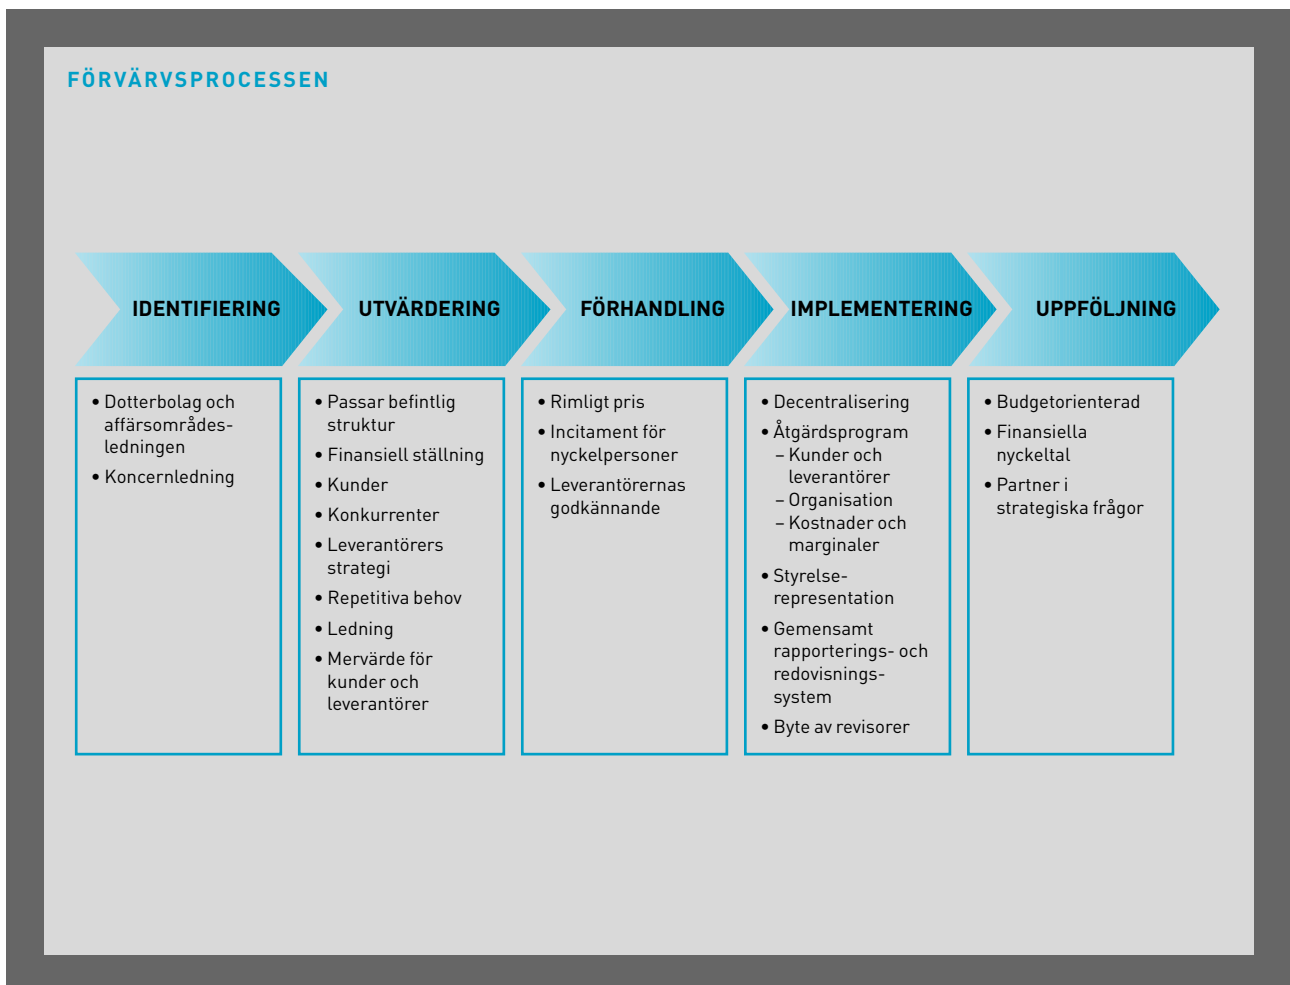 FÖRVÄRVSPROCESSEN
IDENTIFIERING
• Dotterbolag och
affärsområdes-
ledningen
• Koncernledning
UTVÄRDERING
• Passar befintlig
struktur
• Finansiell ställning
• Kunder
• Konkurrenter
• Leverantörers
strategi
• Repetitiva behov
• Ledning
• Mervärde för
kunder och
leverantörer
FÖRHANDLING
• Rimligt pris
• Incitament för
nyckelpersoner
• Leverantörernas
godkännande
IMPLEMENTERING
• Decentralisering
• Åtgärdsprogram
– Kunder och
leverantörer
– Organisation
– Kostnader och
marginaler
• Styrelse-
representation
• Gemensamt
rapporterings- och
redovisnings-
system
• Byte av revisorer
UPPFÖLJNING
• Budgetorienterad
• Finansiella
nyckeltal
• Partner i
strategiska frågor